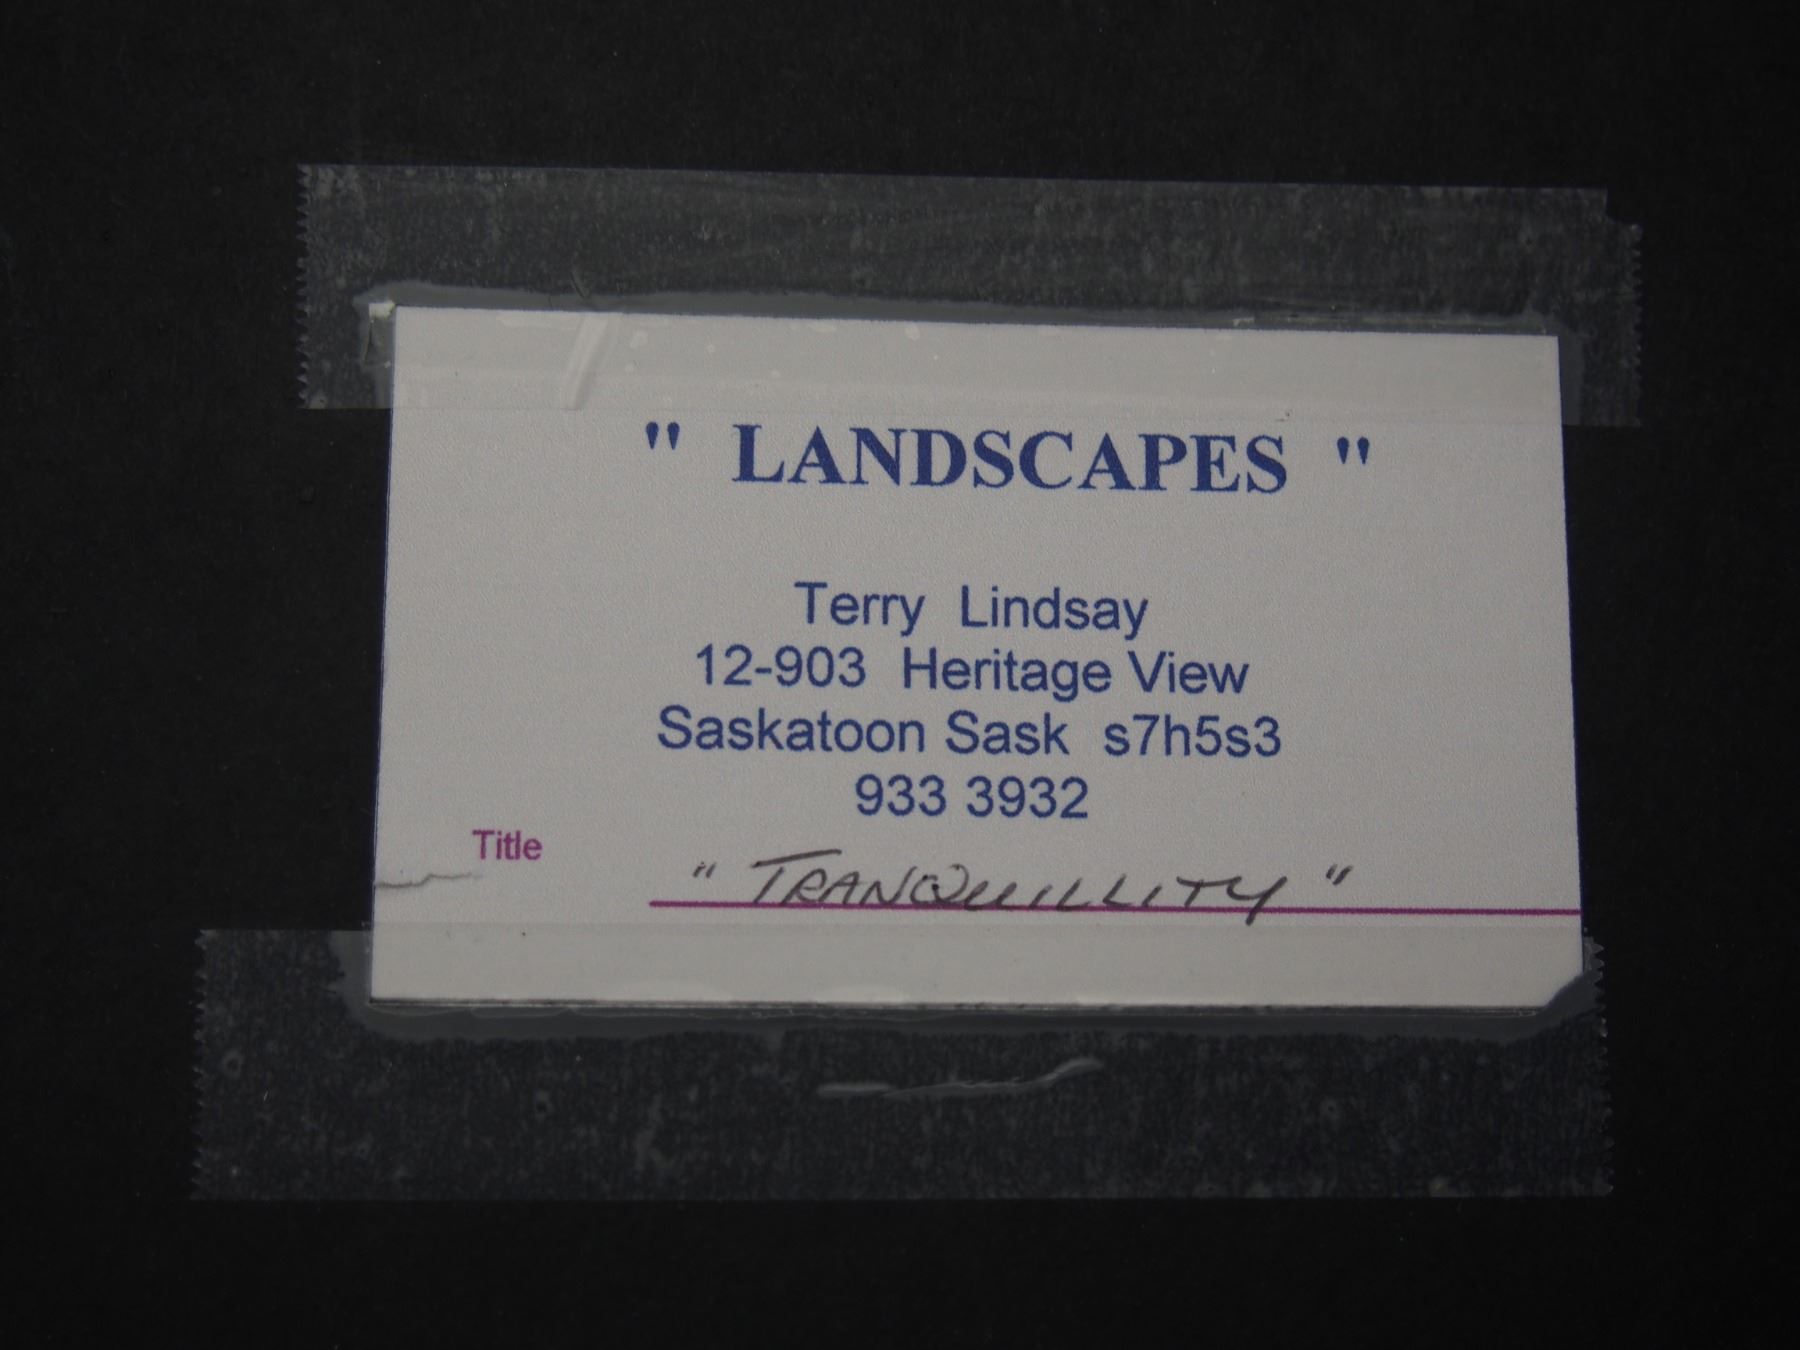 " LANDSCAPES "
Terry Lindsay
12-903 Heritage View
Saskatoon Sask s7h5s3
933 3932
Title " TRANQUILLITY "